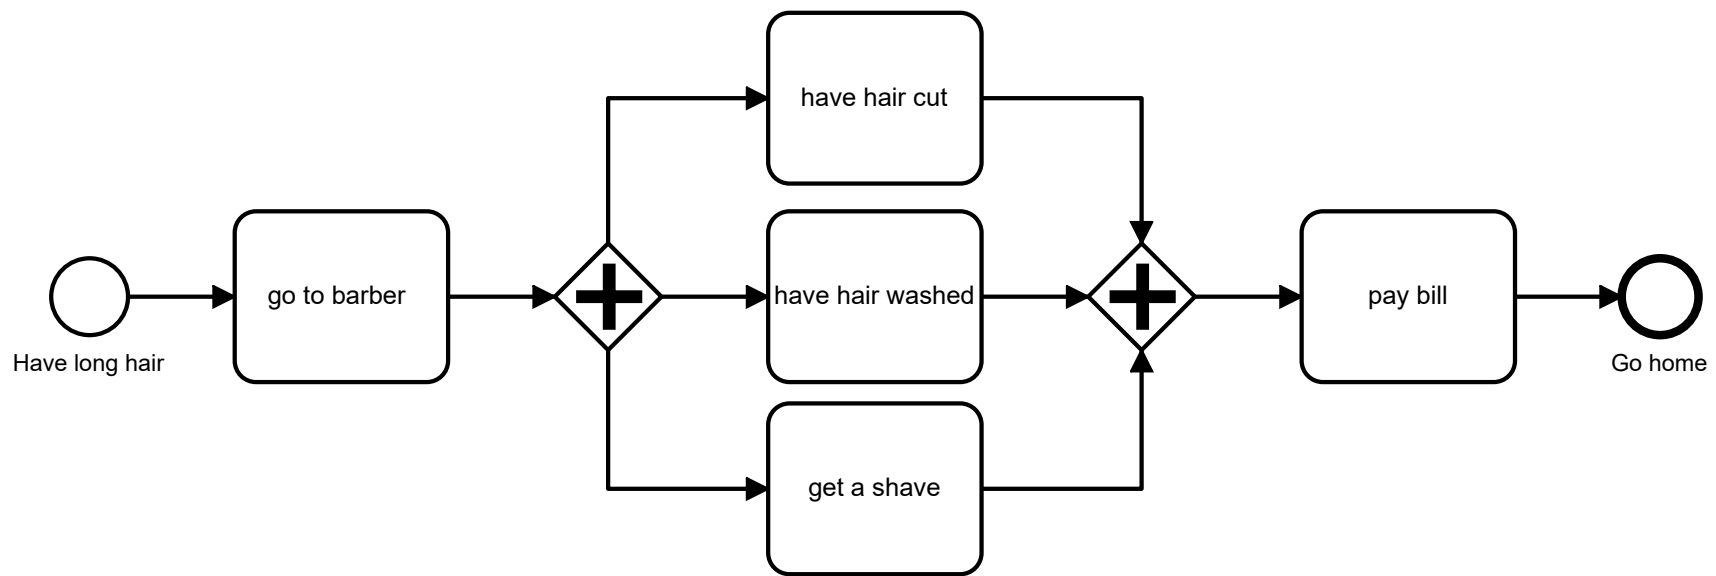 Have long hair
go to barber
have hair cut
have hair washed
get a shave
pay bill
Go home